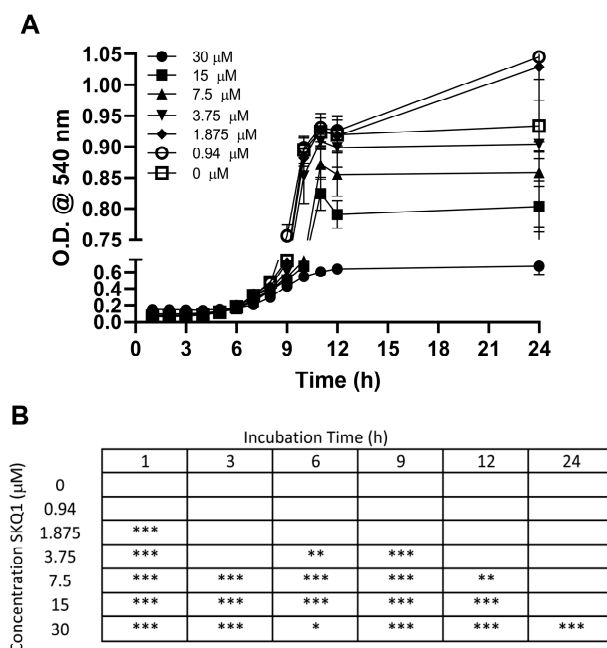 A
1.05
1.00
0.95
0.90
0.85
0.80
0.75
0.6
0.4
0.2
0.0
O.D. @ 540 nm
30 μM
15 μM
7.5 μM
3.75 μM
1.875 μM
0.94 μM
0 μM
0 3 6 9 12 15 18 21 24
Time (h)
B
Incubation Time (h)
Concentration SKQ1 (μM)
1 3 6 9 12 24
0
0.94
1.875 ***
3.75 *** ** ***
7.5 *** *** *** *** **
15 *** *** *** *** ***
30 *** *** * *** *** ***